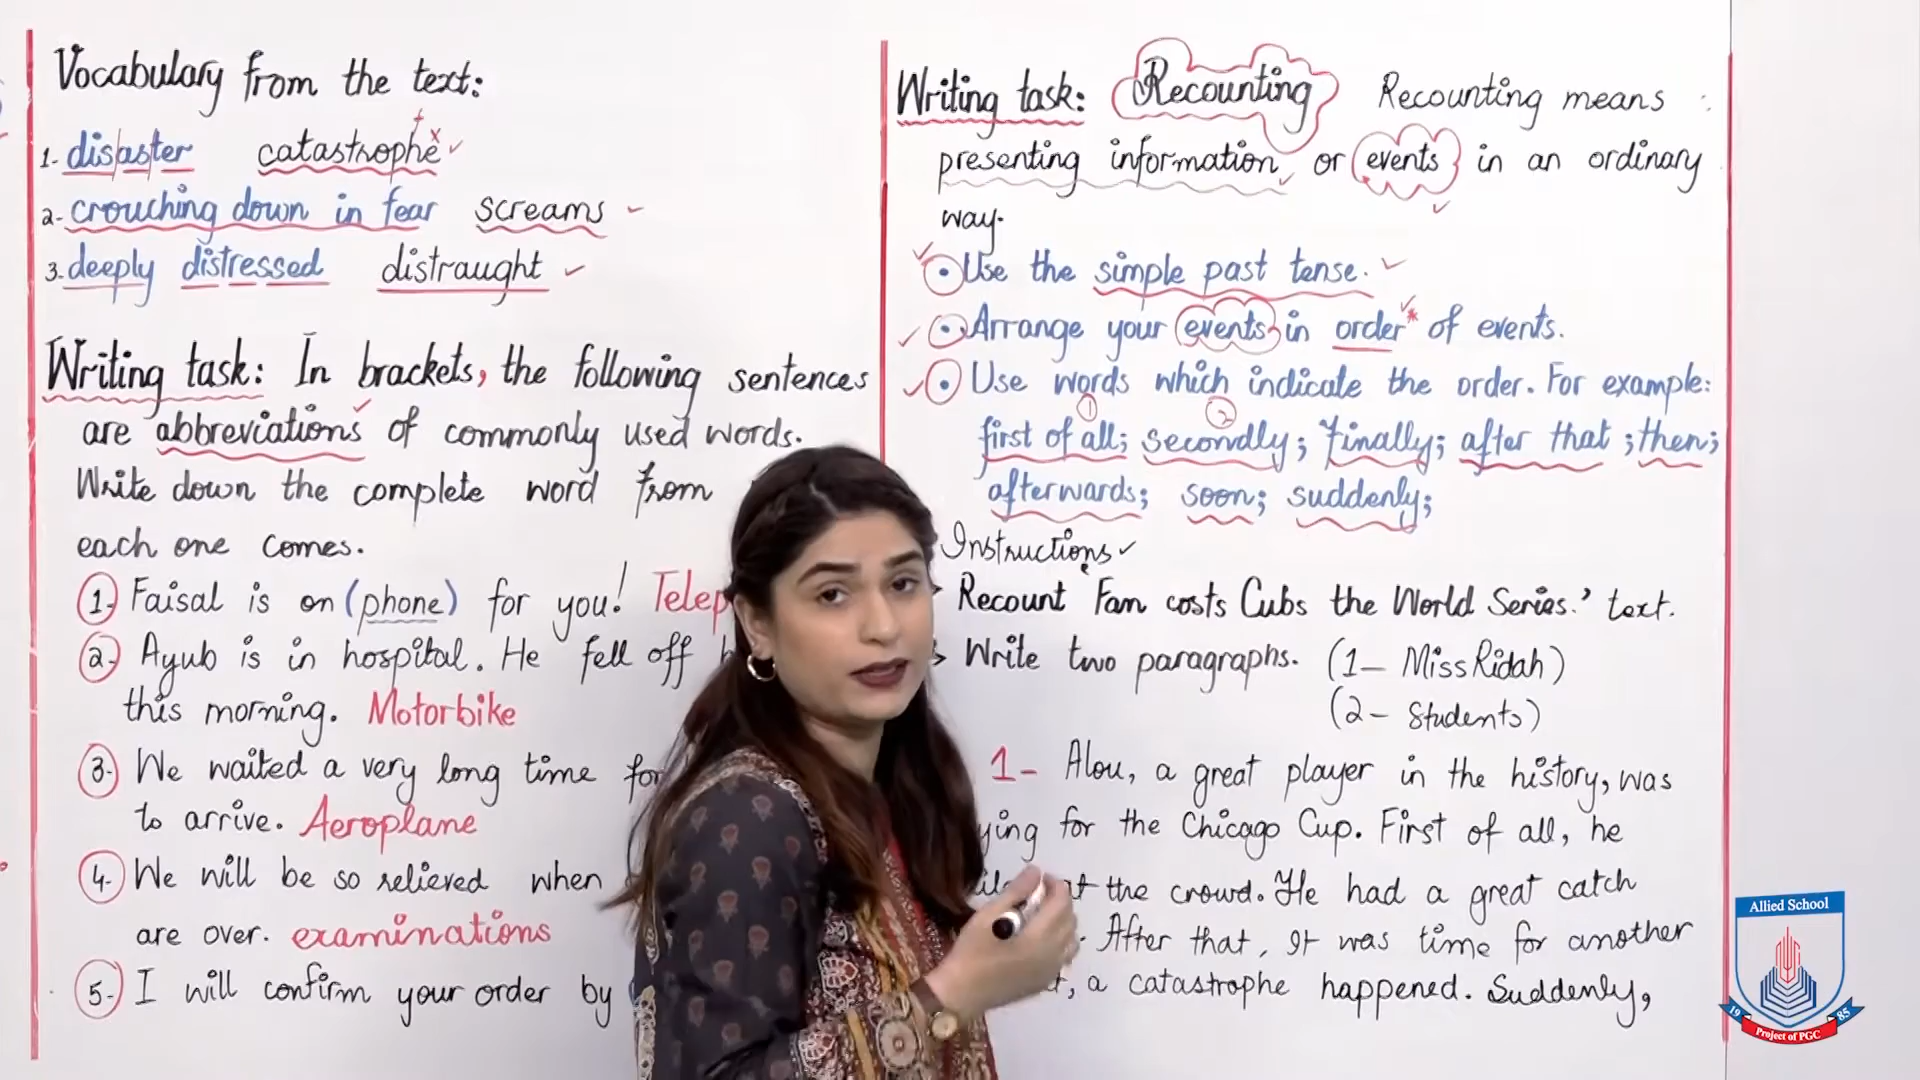 Vocabulary from the text:
1- disaster catastrophe
2- crouching down in fear screams
3- deeply distressed distraught
Writing task: In brackets, the following sentences
are abbreviations of commonly used words.
Write down the complete word from
each one comes.
1- Faisal is on (phone) for you! Telep
2- Ayub is in hospital. He fell off
this morning. Motorbike
3- We waited a very long time for
to arrive. Aeroplane
4. We will be so relieved when
are over. examinations
5- I will confirm your order by
Writing task: Recounting Recounting means
presenting information or events in an ordinary
way.
• Use the simple past tense.
• Arrange your events in order* of events.
• Use words which indicate the order. For example:
1 2
first of all; secondly; finally; after that; then;
afterwards; soon; suddenly;
Instructions
Recount 'Fan costs Cubs the World Series.' text.
Write two paragraphs. (1- Miss Ridah)
(2- Students)
1- Alou, a great player in the history, was
ying for the Chicago Cup. First of all, he
at the crowd. He had a great catch
. After that, It was time for another
t, a catastrophe happened. Suddenly,
Allied School
19 85
Project of PGC